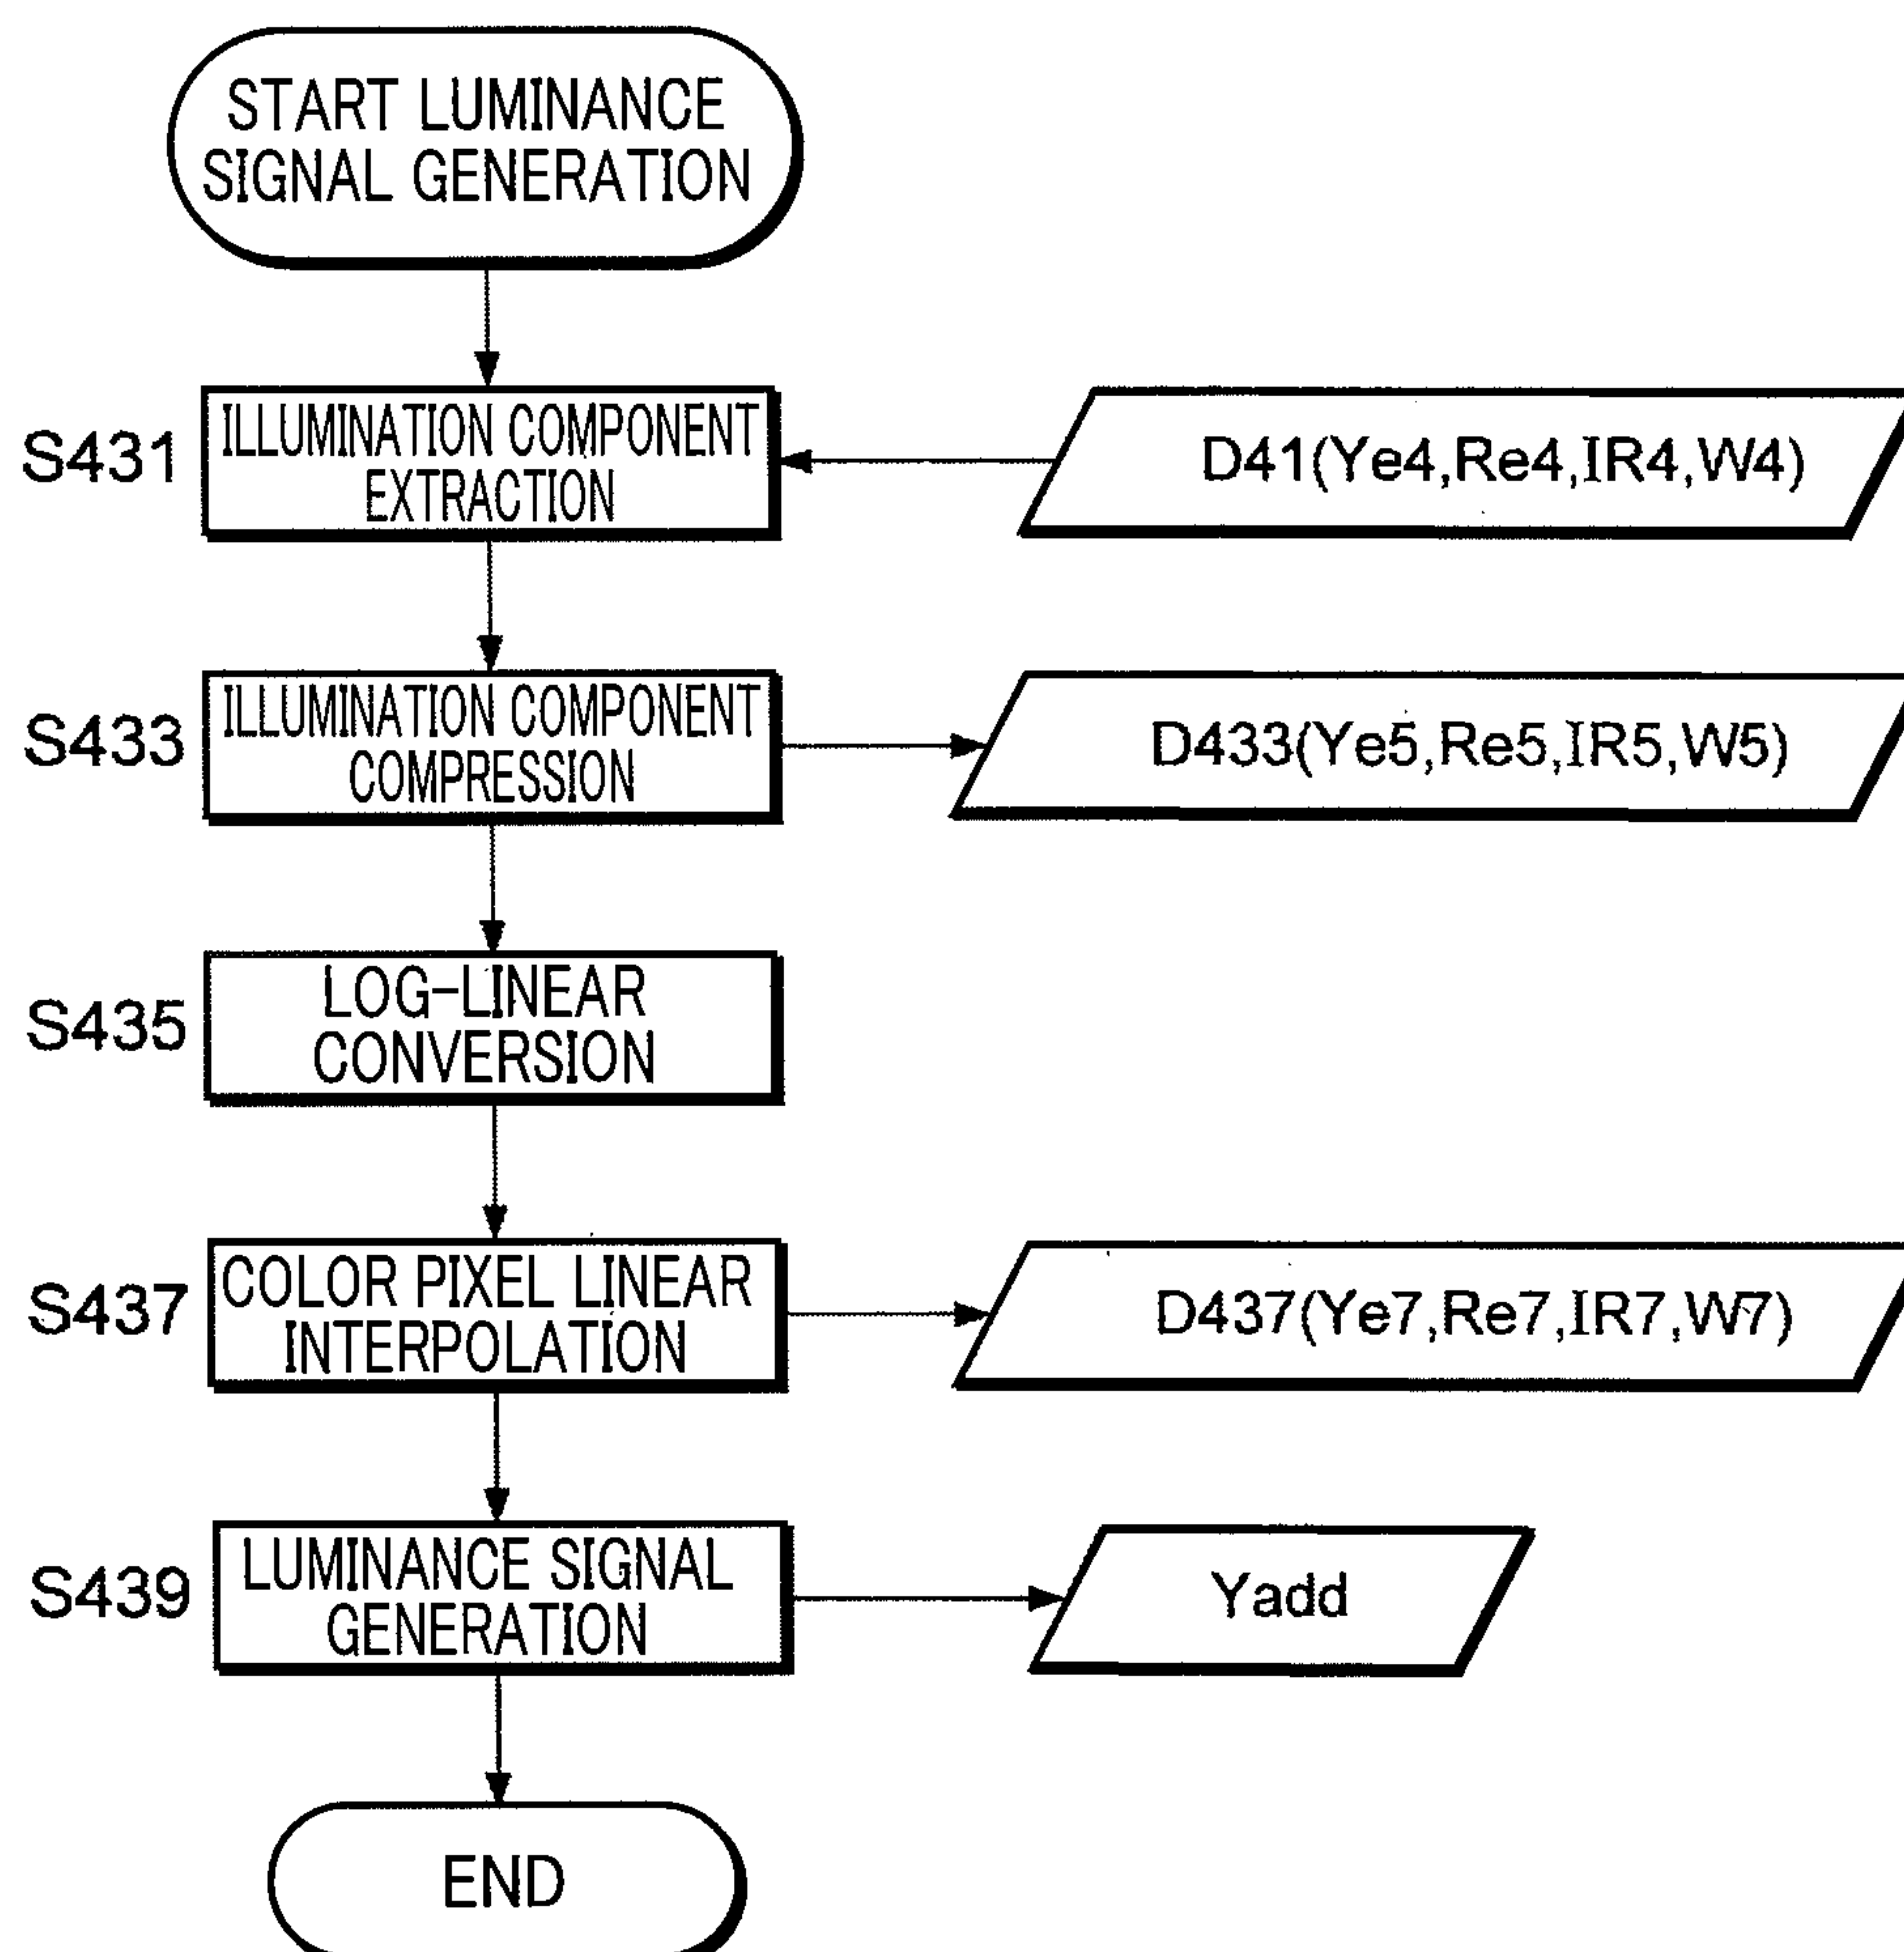 START LUMINANCE
SIGNAL GENERATION
S431
ILLUMINATION COMPONENT
EXTRACTION
D41(Ye4,Re4,IR4,W4)
S433
ILLUMINATION COMPONENT
COMPRESSION
D433(Ye5,Re5,IR5,W5)
S435
LOG-LINEAR
CONVERSION
S437
COLOR PIXEL LINEAR
INTERPOLATION
D437(Ye7,Re7,IR7,W7)
S439
LUMINANCE SIGNAL
GENERATION
Yadd
END